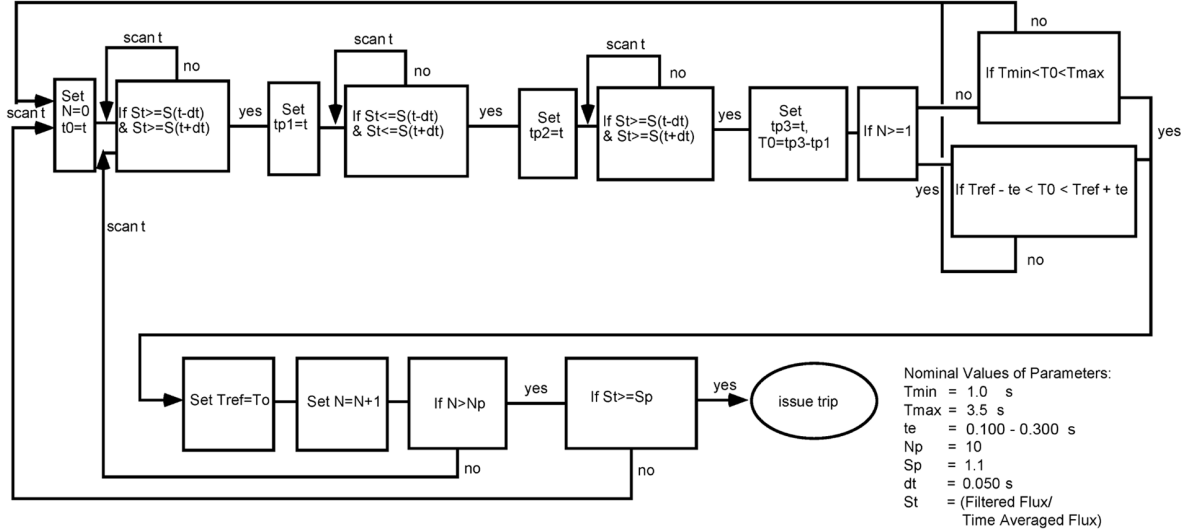 no
scan t
scan t
scan t
scan t
no
no
no
Set
N=0
t0=t
If St>=S(t-dt)
& St>=S(t+dt)
yes
Set
tp1=t
If St<=S(t-dt)
& St<=S(t+dt)
yes
Set
tp2=t
If St>=S(t-dt)
& St>=S(t+dt)
yes
Set
tp3=t,
T0=tp3-tp1
If N>=1
no
If Tmin<T0<Tmax
yes
yes
If Tref - te < T0 < Tref + te
no
scan t
Set Tref=To
Set N=N+1
If N>Np
yes
If St>=Sp
yes
issue trip
no
no
Nominal Values of Parameters:
Tmin = 1.0 s
Tmax = 3.5 s
te = 0.100 - 0.300 s
Np = 10
Sp = 1.1
dt = 0.050 s
St = (Filtered Flux/
Time Averaged Flux)